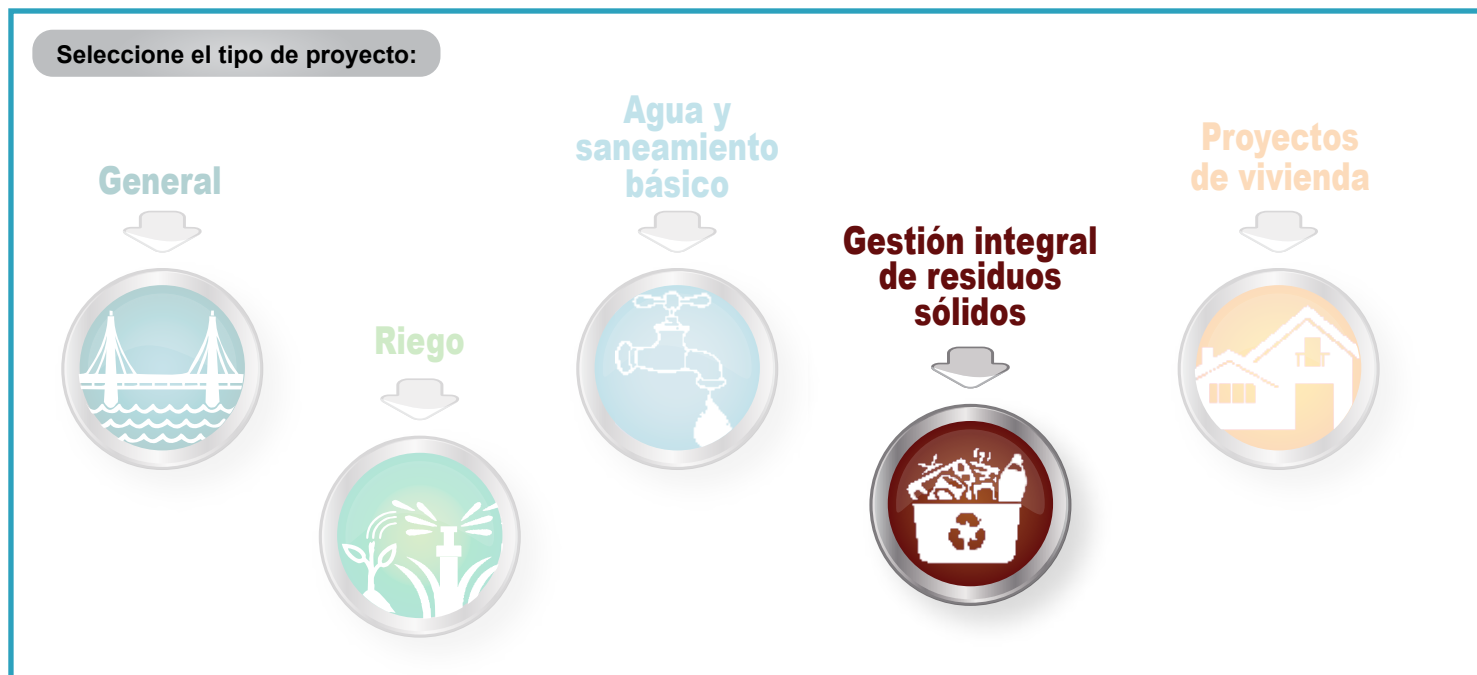 Seleccione el tipo de proyecto:
General
Riego
Agua y
saneamiento
básico
Gestión integral
de residuos
sólidos
Proyectos
de vivienda